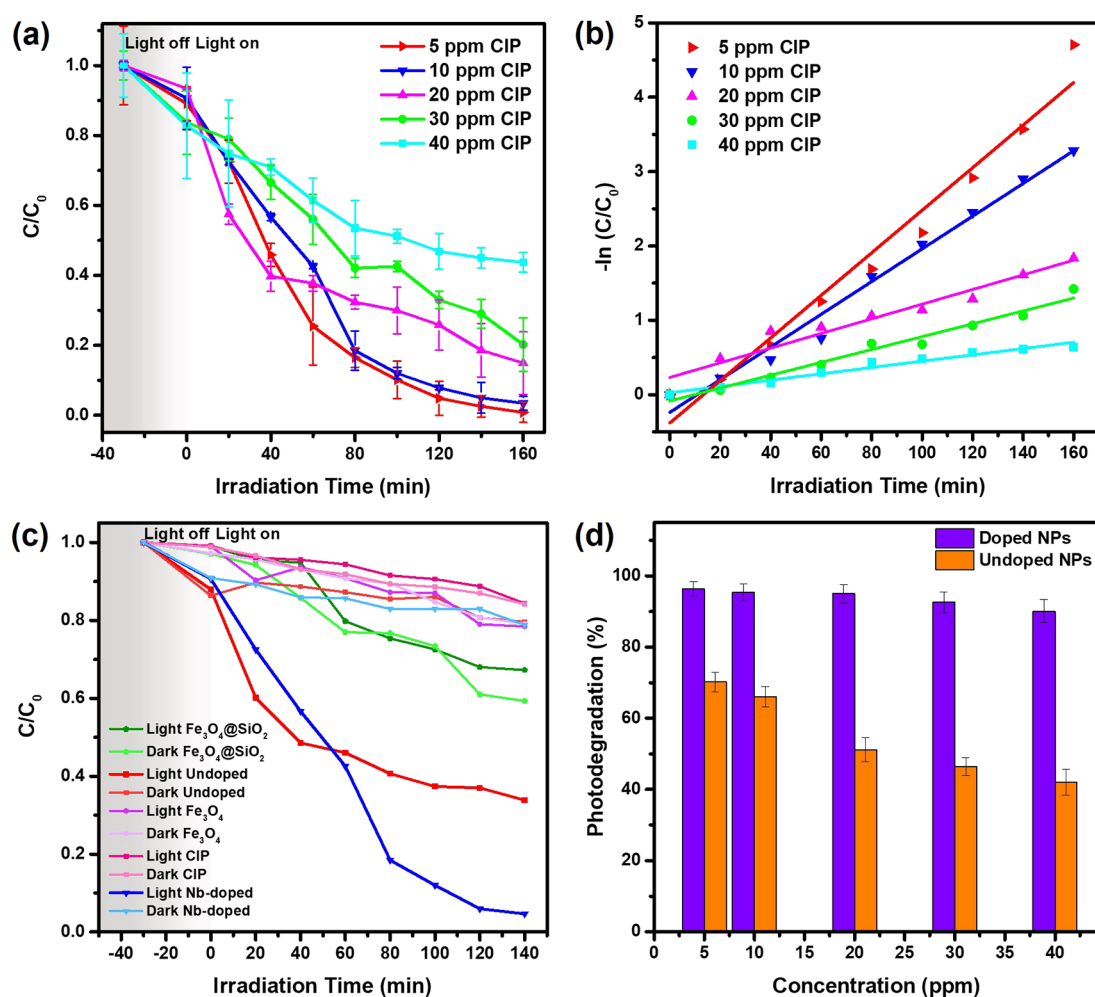 (a)
Light off Light on
5 ppm CIP
10 ppm CIP
20 ppm CIP
30 ppm CIP
40 ppm CIP
1.0
0.8
0.6
0.4
0.2
0.0
C/C₀
-40 0 40 80 120 160
Irradiation Time (min)
(b)
5 ppm CIP
10 ppm CIP
20 ppm CIP
30 ppm CIP
40 ppm CIP
5
4
3
2
1
0
-ln (C/C₀)
0 20 40 60 80 100 120 140 160
Irradiation Time (min)
(c)
Light off Light on
1.0
0.8
0.6
0.4
0.2
0.0
C/C₀
Light Fe₃O₄@SiO₂
Dark Fe₃O₄@SiO₂
Light Undoped
Dark Undoped
Light Fe₃O₄
Dark Fe₃O₄
Light CIP
Dark CIP
Light Nb-doped
Dark Nb-doped
-40 -20 0 20 40 60 80 100 120 140
Irradiation Time (min)
(d)
Doped NPs
Undoped NPs
100
80
60
40
20
0
Photodegradation (%)
0 5 10 15 20 25 30 35 40
Concentration (ppm)